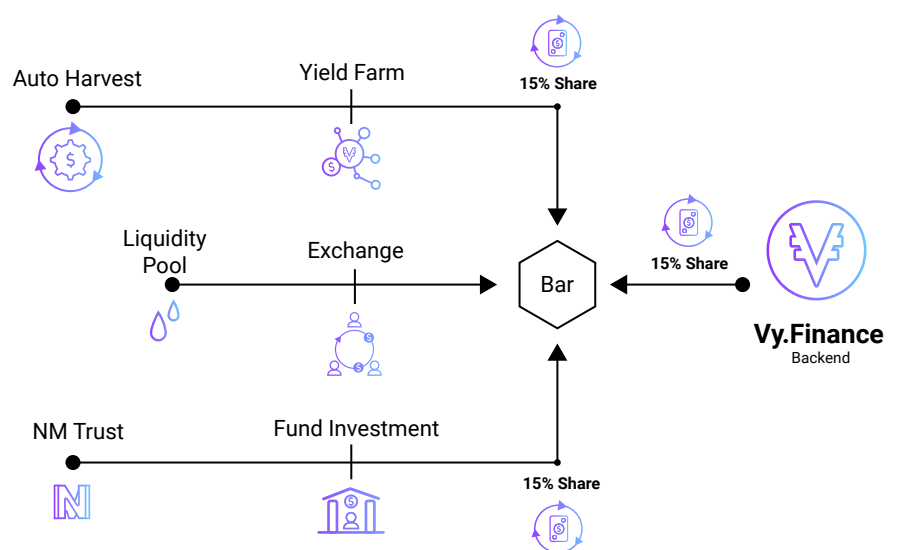 Auto Harvest
Yield Farm
15% Share
Liquidity
Pool
Exchange
Bar
15% Share
Vy.Finance
Backend
NM Trust
Fund Investment
15% Share